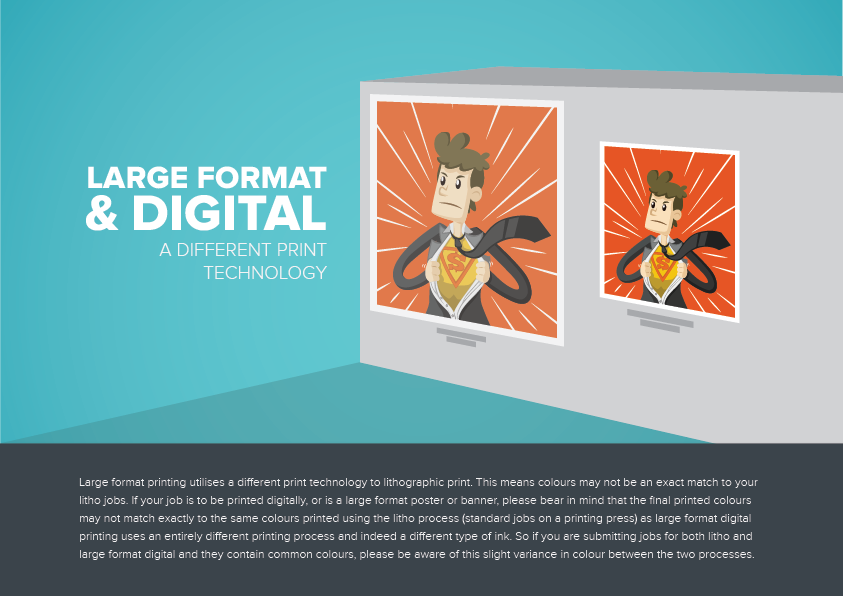 LARGE FORMAT
& DIGITAL
A DIFFERENT PRINT
TECHNOLOGY
S
S
Large format printing utilises a different print technology to lithographic print. This means colours may not be an exact match to your
litho jobs. If your job is to be printed digitally, or is a large format poster or banner, please bear in mind that the final printed colours
may not match exactly to the same colours printed using the litho process (standard jobs on a printing press) as large format digital
printing uses an entirely different printing process and indeed a different type of ink. So if you are submitting jobs for both litho and
large format digital and they contain common colours, please be aware of this slight variance in colour between the two processes.